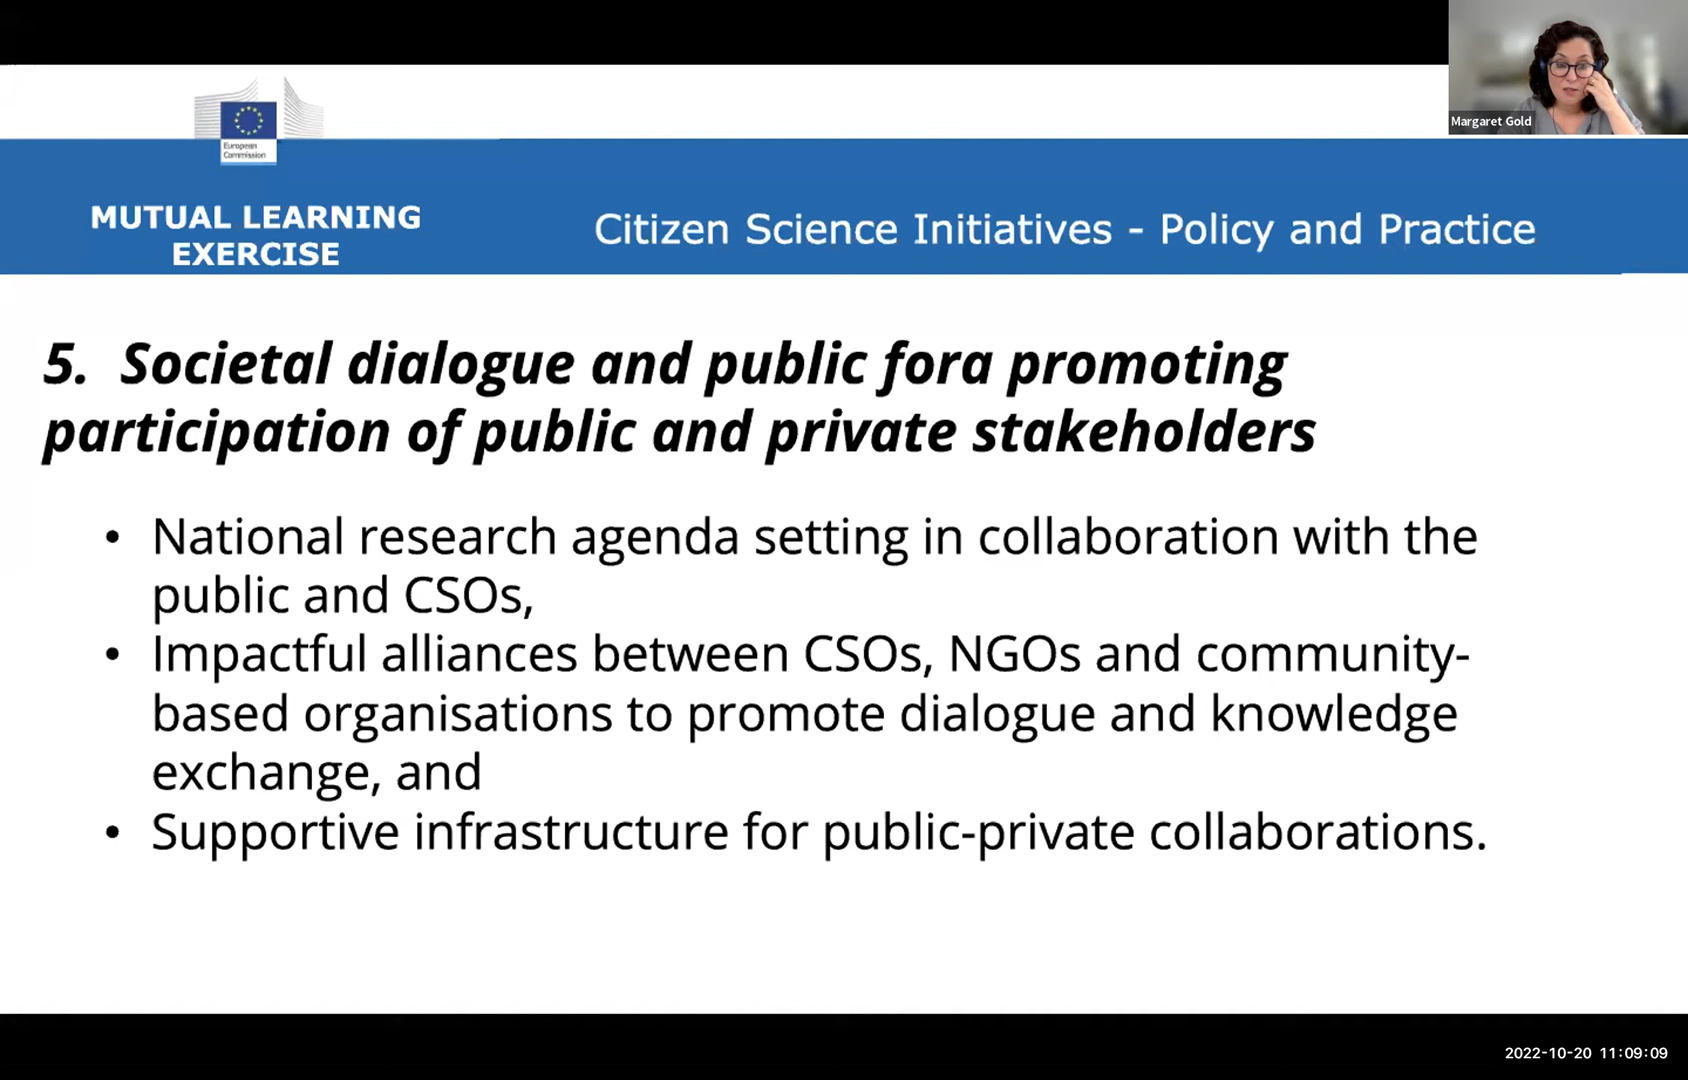 Margaret Gold
European
Commission
MUTUAL LEARNING
EXERCISE
Citizen Science Initiatives - Policy and Practice
5. Societal dialogue and public fora promoting
participation of public and private stakeholders
• National research agenda setting in collaboration with the
public and CSOs,
• Impactful alliances between CSOs, NGOs and community-
based organisations to promote dialogue and knowledge
exchange, and
• Supportive infrastructure for public-private collaborations.
2022-10-20 11:09:09